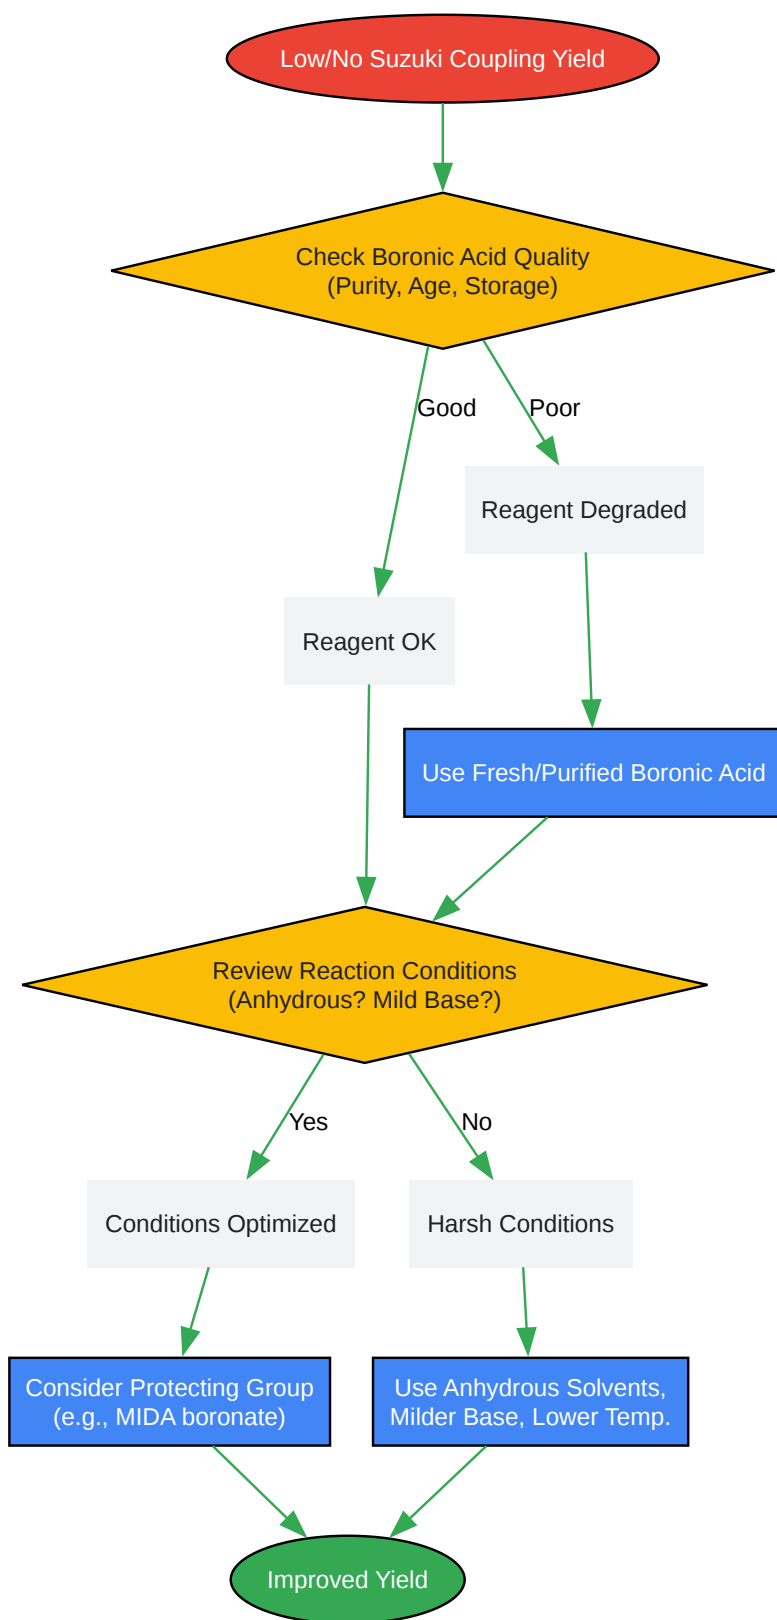 Low/No Suzuki Coupling Yield
Check Boronic Acid Quality
(Purity, Age, Storage)
Good
Poor
Reagent Degraded
Reagent OK
Use Fresh/Purified Boronic Acid
Review Reaction Conditions
(Anhydrous? Mild Base?)
Yes
No
Conditions Optimized
Harsh Conditions
Consider Protecting Group
(e.g., MIDA boronate)
Use Anhydrous Solvents,
Milder Base, Lower Temp.
Improved Yield